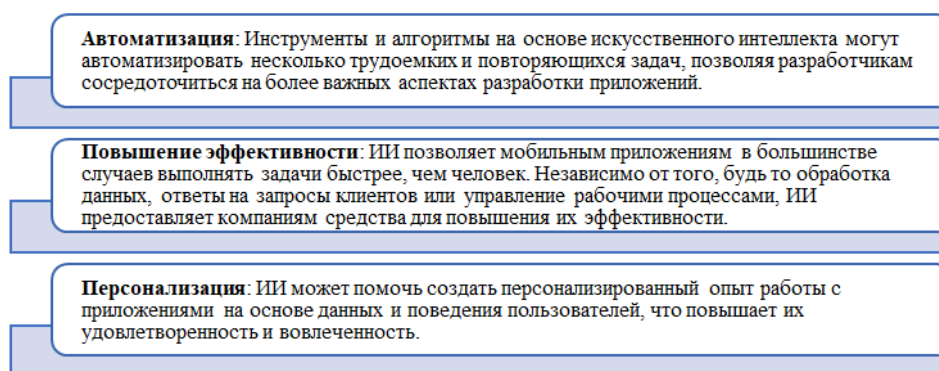 Автоматизация: Инструменты и алгоритмы на основе искусственного интеллекта могут
автоматизировать несколько трудоемких и повторяющихся задач, позволяя разработчикам
сосредоточиться на более важных аспектах разработки приложений.
Повышение эффективности: ИИ позволяет мобильным приложениям в большинстве
случаев выполнять задачи быстрее, чем человек. Независимо от того, будь то обработка
данных, ответы на запросы клиентов или управление рабочими процессами, ИИ
предоставляет компаниям средства для повышения их эффективности.
Персонализация: ИИ может помочь создать персонализированный опыт работы с
приложениями на основе данных и поведения пользователей, что повышает их
удовлетворенность и вовлеченность.